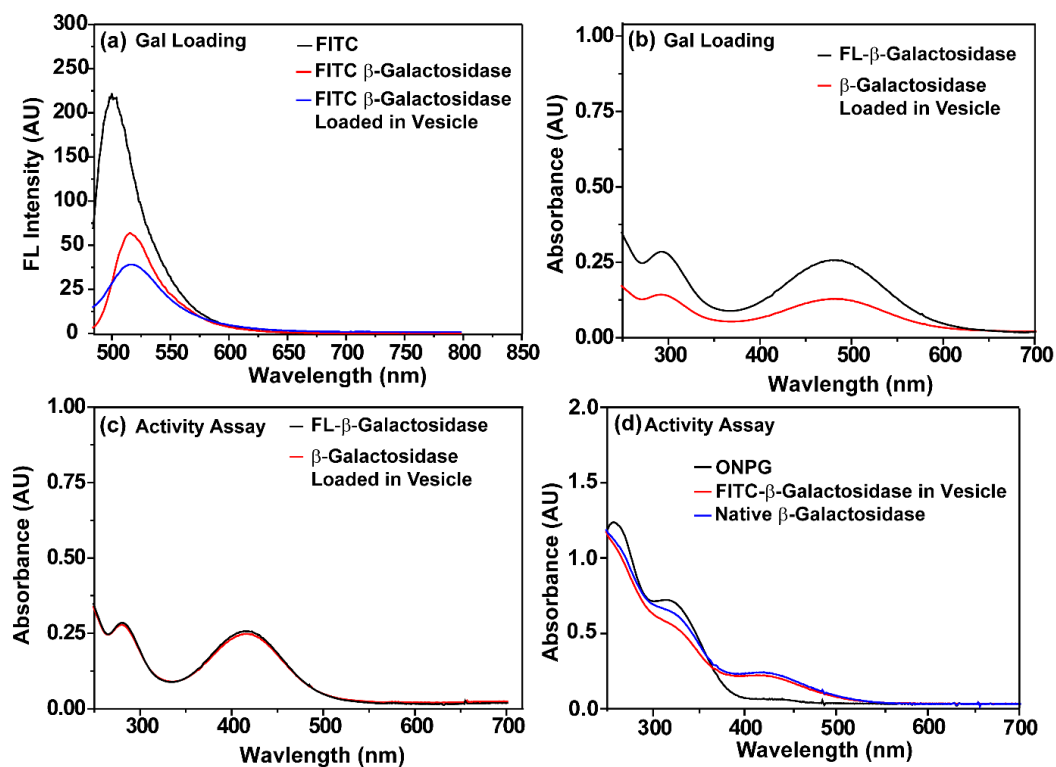 (a) Gal Loading
FITC
FITC β-Galactosidase
FITC β-Galactosidase
Loaded in Vesicle
FL Intensity (AU)
300
250
200
150
100
50
25
0
500 550 600 650 700 750 800 850
Wavelength (nm)
(b) Gal Loading
FL-β-Galactosidase
β-Galactosidase
Loaded in Vesicle
Absorbance (AU)
1.00
0.75
0.50
0.25
0.00
300 400 500 600 700
Wavelength (nm)
(c) Activity Assay
FL-β-Galactosidase
β-Galactosidase
Loaded in Vesicle
Absorbance (AU)
1.00
0.75
0.50
0.25
0.00
300 400 500 600 700
Wavelength (nm)
(d) Activity Assay
ONPG
FITC-β-Galactosidase in Vesicle
Native β-Galactosidase
Absorbance (AU)
2.0
1.5
1.0
0.5
0.0
300 400 500 600 700
Wavelength (nm)